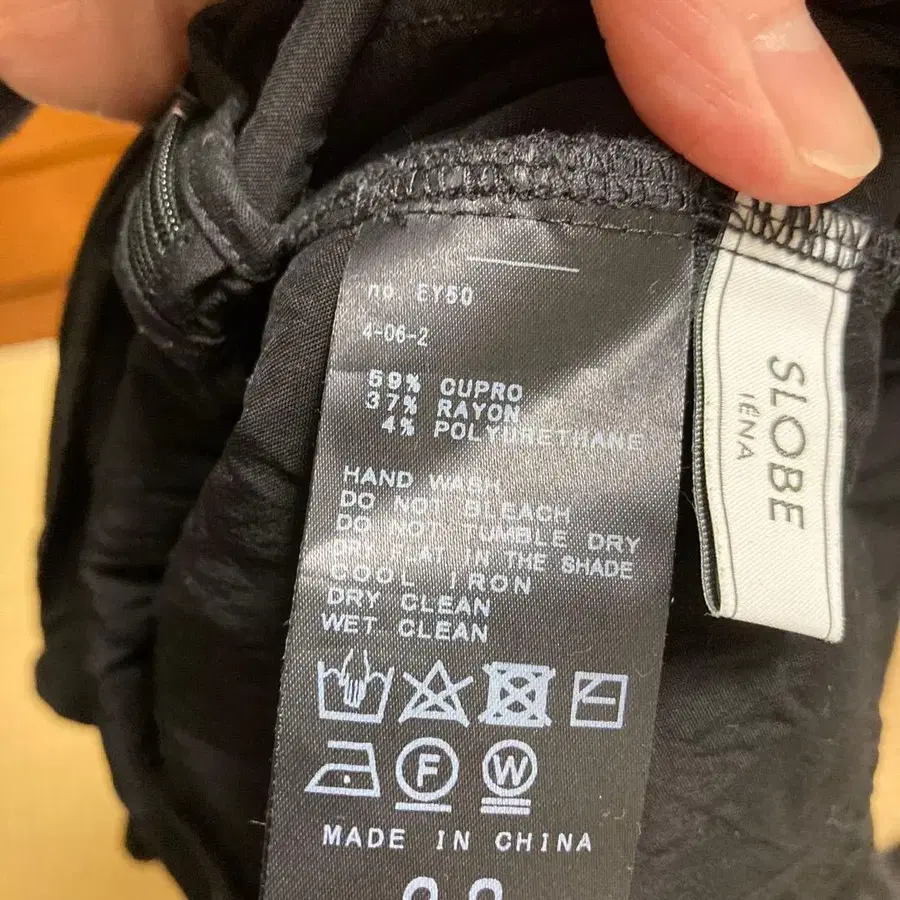 no. EY50
4-06-2
59% CUPRO
37% RAYON
4% POLYURETHANE
HAND WASH
DO NOT BLEACH
DO NOT TUMBLE DRY
DRY FLAT IN THE SHADE
COOL IRON
DRY CLEAN
WET CLEAN
F
W
MADE IN CHINA
SLOBE
IÉNA